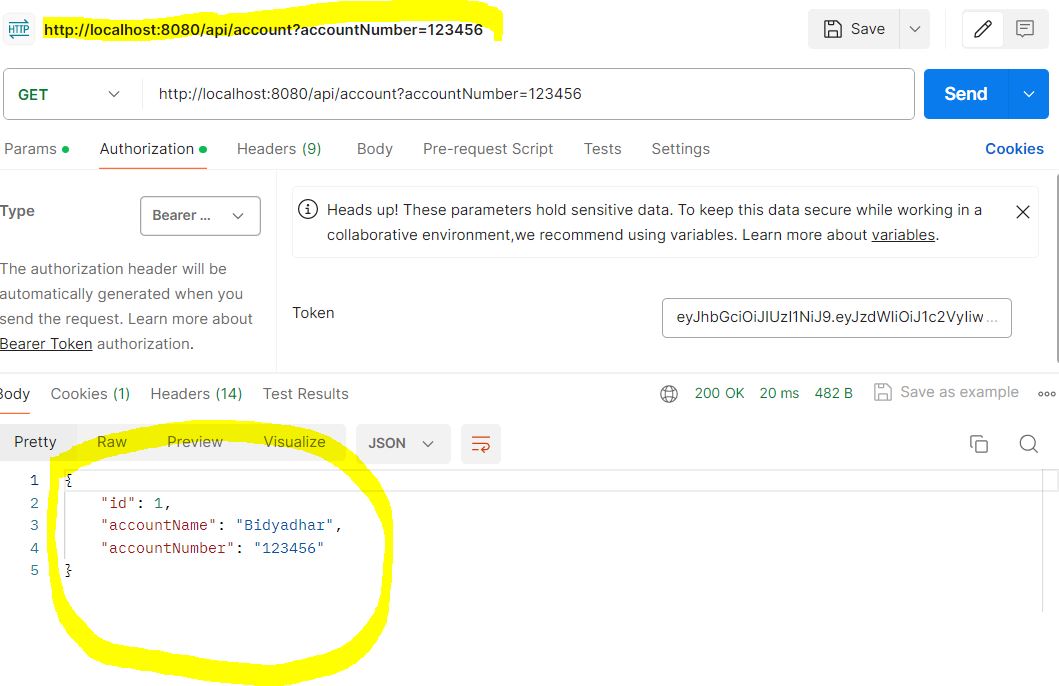 HTTP http://localhost:8080/api/account?accountNumber=123456 Save
GET http://localhost:8080/api/account?accountNumber=123456 Send
Params Authorization Headers (9) Body Pre-request Script Tests Settings Cookies
Type Bearer ...
Heads up! These parameters hold sensitive data. To keep this data secure while working in a
collaborative environment,we recommend using variables. Learn more about variables.
The authorization header will be
automatically generated when you
send the request. Learn more about
Bearer Token authorization.
Token eyJhbGciOiJIUzI1NiJ9.eyJzdWIiOiJ1c2VyIiw...
Body Cookies (1) Headers (14) Test Results 200 OK 20 ms 482 B Save as example
Pretty Raw Preview Visualize JSON
1 {
2 "id": 1,
3 "accountName": "Bidyadhar",
4 "accountNumber": "123456"
5 }